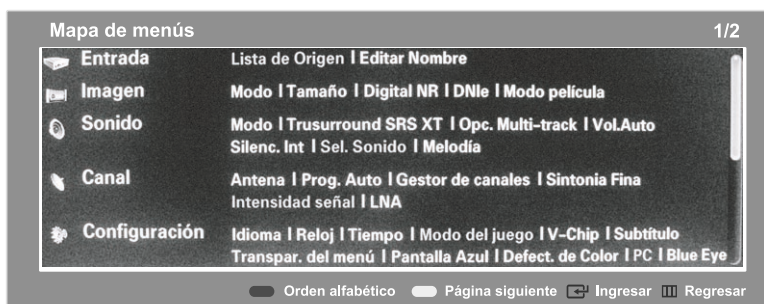 Mapa de menús 1/2
Entrada Lista de Origen l Editar Nombre
Imagen Modo l Tamaño l Digital NR l DNIe l Modo película
Sonido Modo l Trusurround SRS XT l Opc. Multi-track l Vol.Auto
Silenc. Int l Sel. Sonido l Melodía
Canal Antena l Prog. Auto l Gestor de canales l Sintonia Fina
Intensidad señal l LNA
Configuración Idioma l Reloj l Tiempo l Modo del juego l V-Chip l Subtítulo
Transpar. del menú l Pantalla Azul l Defect. de Color l PC l Blue Eye
Orden alfabético Página siguiente Ingresar Regresar